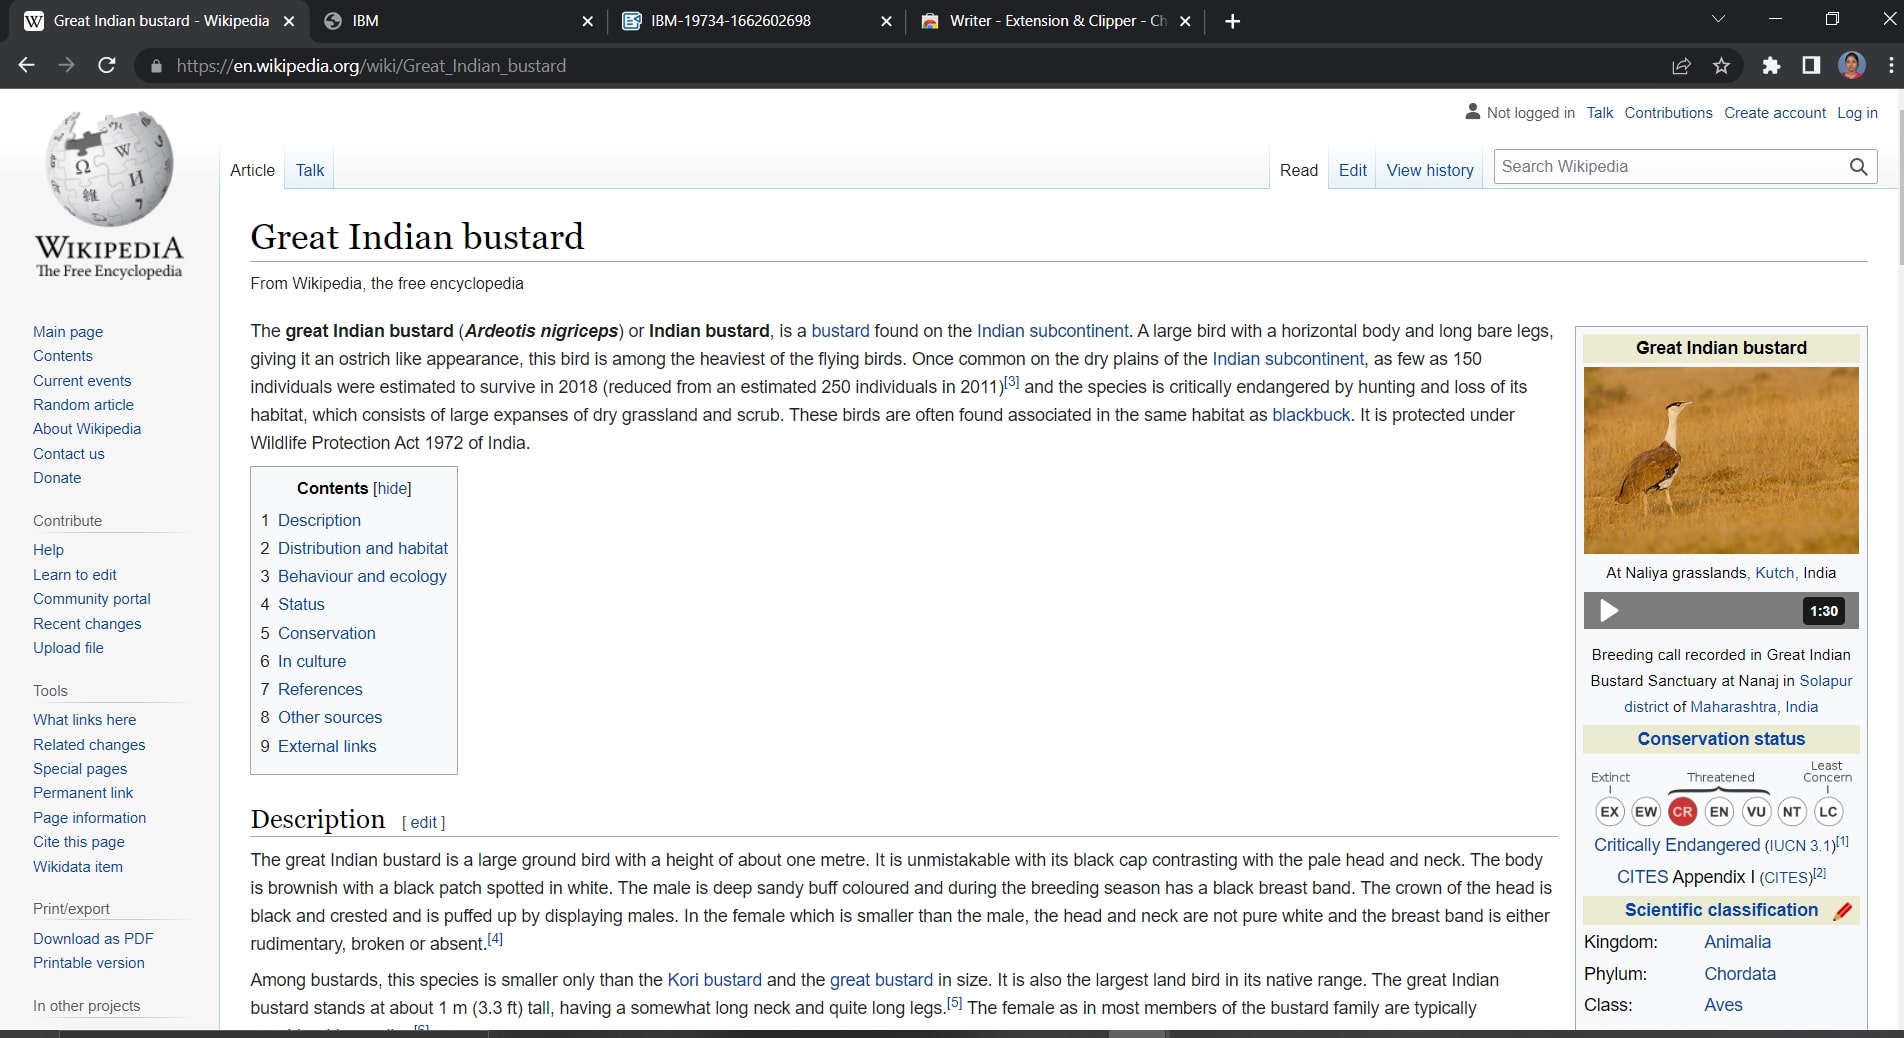 Great Indian bustard - Wikipedia
IBM
IBM-19734-1662602698
Writer - Extension & Clipper - Ch
https://en.wikipedia.org/wiki/Great_Indian_bustard
Not logged in Talk Contributions Create account Log in
Article Talk Read Edit View history Search Wikipedia
WIKIPEDIA
The Free Encyclopedia
Main page
Contents
Current events
Random article
About Wikipedia
Contact us
Donate
Contribute
Help
Learn to edit
Community portal
Recent changes
Upload file
Tools
What links here
Related changes
Special pages
Permanent link
Page information
Cite this page
Wikidata item
Print/export
Download as PDF
Printable version
In other projects
Great Indian bustard
From Wikipedia, the free encyclopedia
The great Indian bustard (Ardeotis nigriceps) or Indian bustard, is a bustard found on the Indian subcontinent. A large bird with a horizontal body and long bare legs,
giving it an ostrich like appearance, this bird is among the heaviest of the flying birds. Once common on the dry plains of the Indian subcontinent, as few as 150
individuals were estimated to survive in 2018 (reduced from an estimated 250 individuals in 2011)[3] and the species is critically endangered by hunting and loss of its
habitat, which consists of large expanses of dry grassland and scrub. These birds are often found associated in the same habitat as blackbuck. It is protected under
Wildlife Protection Act 1972 of India.
Contents [hide]
1 Description
2 Distribution and habitat
3 Behaviour and ecology
4 Status
5 Conservation
6 In culture
7 References
8 Other sources
9 External links
Description [ edit ]
The great Indian bustard is a large ground bird with a height of about one metre. It is unmistakable with its black cap contrasting with the pale head and neck. The body
is brownish with a black patch spotted in white. The male is deep sandy buff coloured and during the breeding season has a black breast band. The crown of the head is
black and crested and is puffed up by displaying males. In the female which is smaller than the male, the head and neck are not pure white and the breast band is either
rudimentary, broken or absent.[4]
Among bustards, this species is smaller only than the Kori bustard and the great bustard in size. It is also the largest land bird in its native range. The great Indian
bustard stands at about 1 m (3.3 ft) tall, having a somewhat long neck and quite long legs.[5] The female as in most members of the bustard family are typically
Great Indian bustard
At Naliya grasslands, Kutch, India
1:30
Breeding call recorded in Great Indian
Bustard Sanctuary at Nanaj in Solapur
district of Maharashtra, India
Conservation status
Extinct Threatened Least Concern
EX EW CR EN VU NT LC
Critically Endangered (IUCN 3.1)[1]
CITES Appendix I (CITES)[2]
Scientific classification
Kingdom: Animalia
Phylum: Chordata
Class: Aves